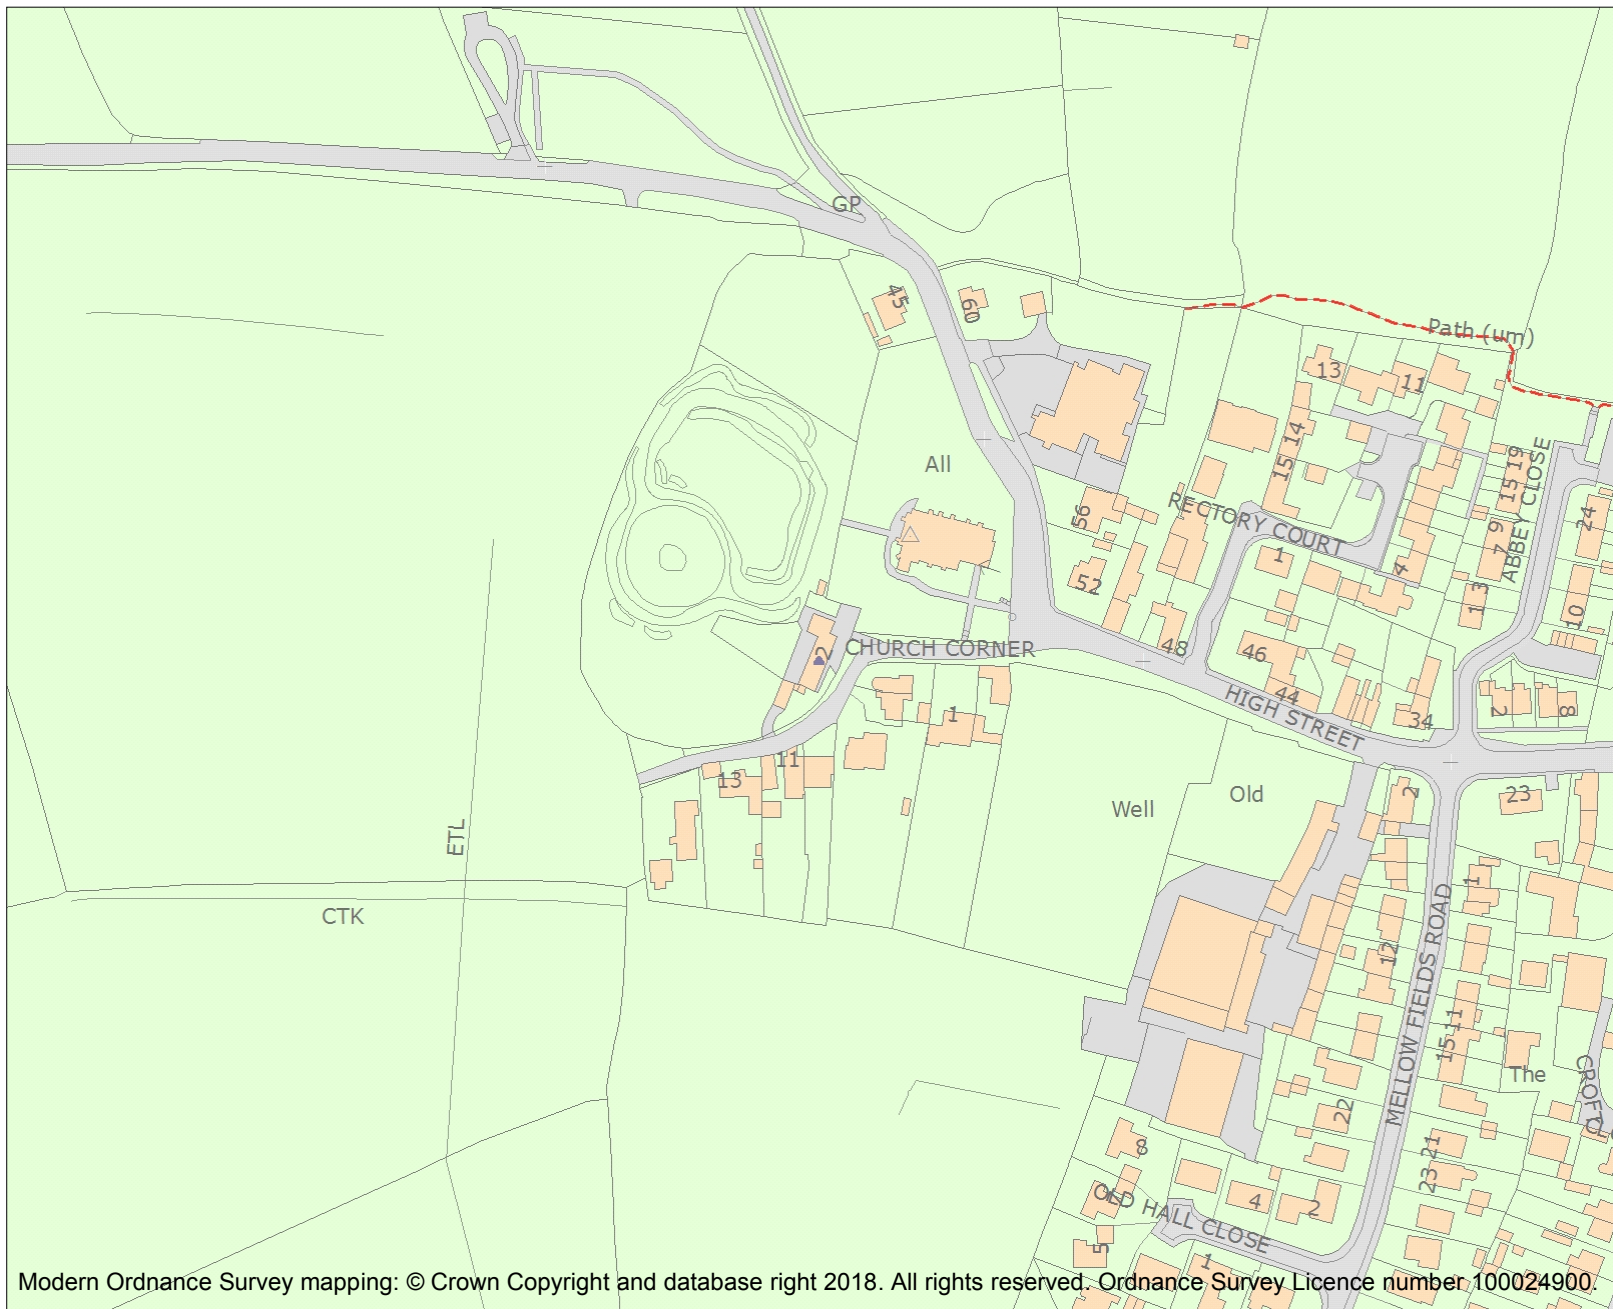 GP
45
60
Path (um)
13
11
All
14
15
15 19
ABBEY CLOSE
56
RECTORY COURT
24
7 9
1
4
52
1 3
10
2
CHURCH CORNER
48
46
44
HIGH STREET
34
2
8
1
11
13
Well
Old
2
23
ETL
1
CTK
12
MELLOW FIELDS ROAD
15 11
The
CROFT
22
8
23 21
OLD HALL CLOSE
4
2
5
1
Modern Ordnance Survey mapping: © Crown Copyright and database right 2018. All rights reserved. Ordnance Survey Licence number 100024900.